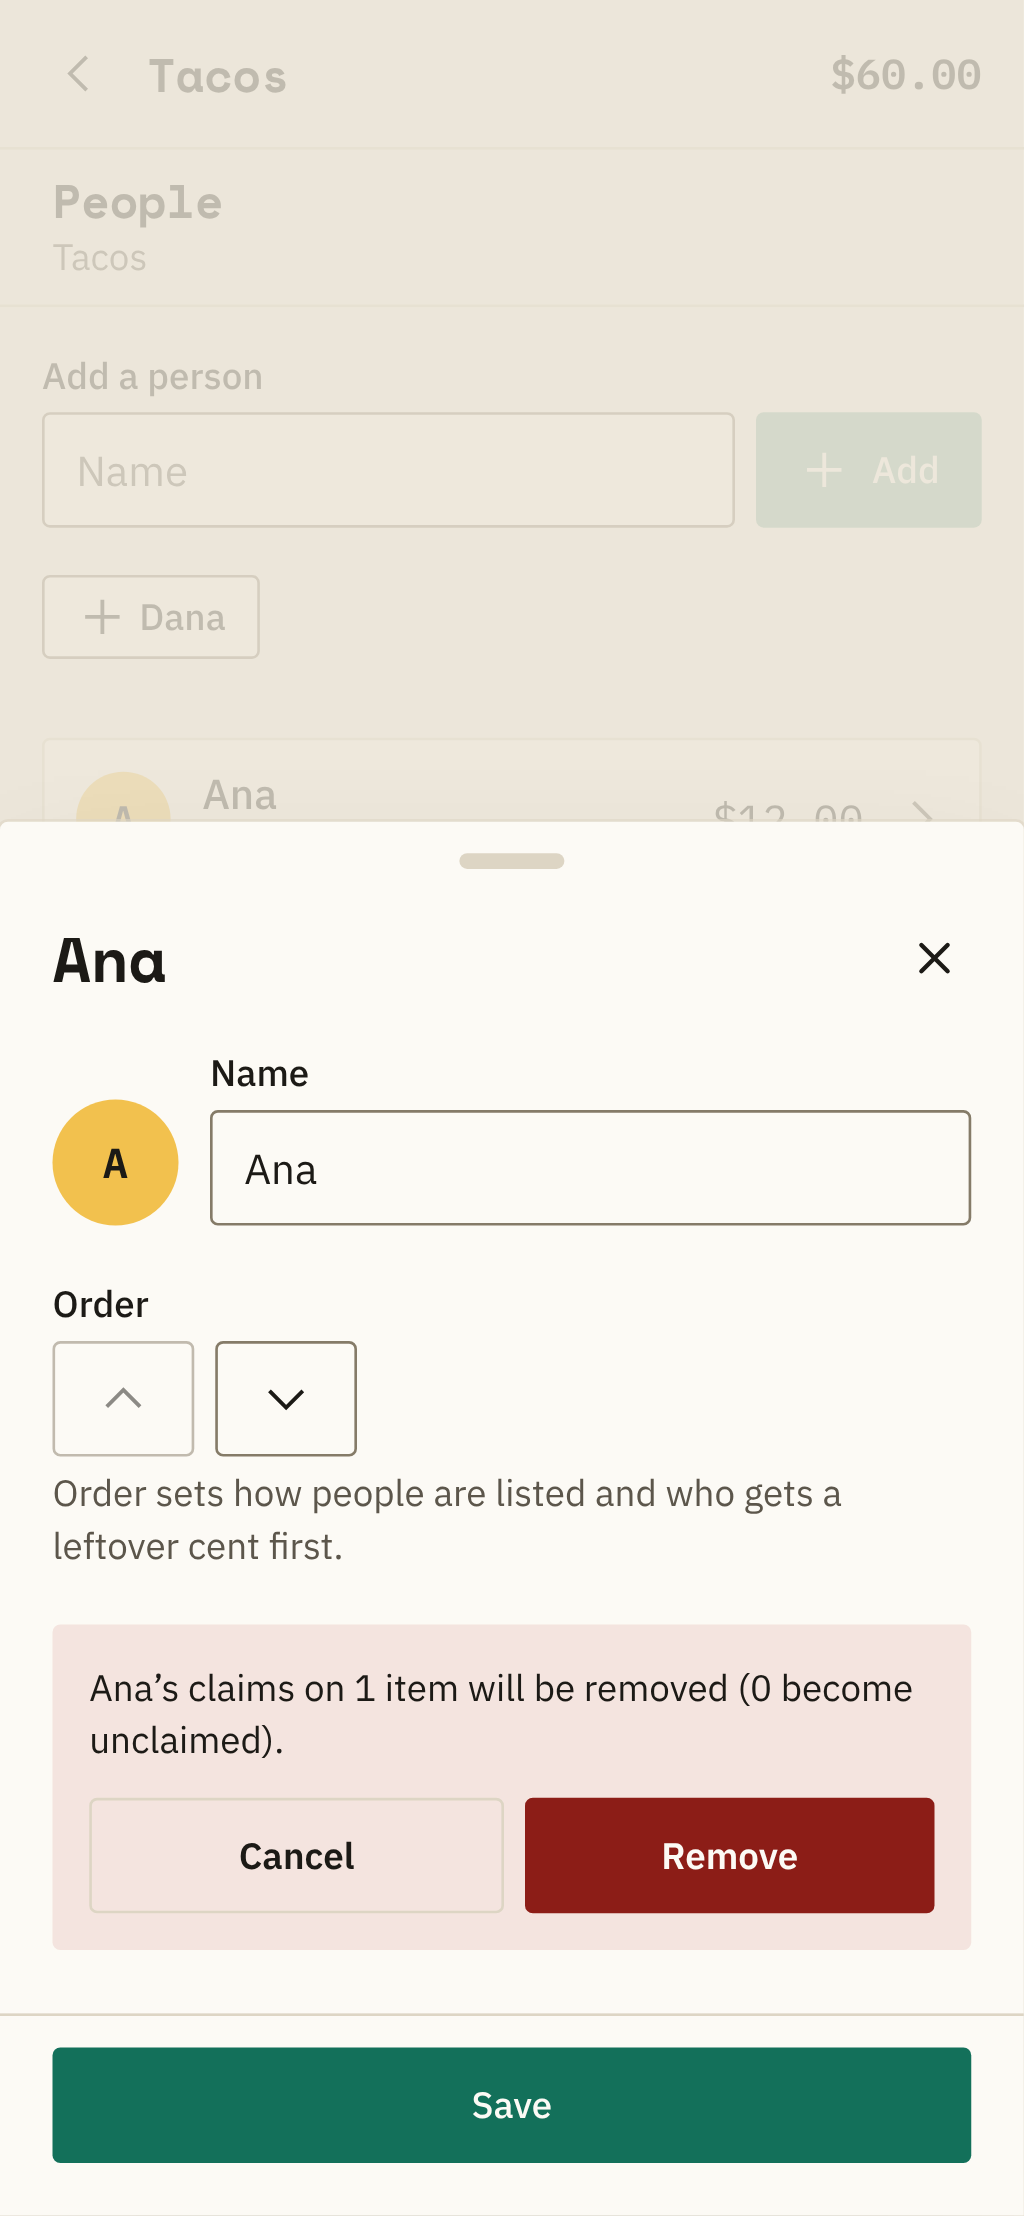 Tacos
$60.00
People
Tacos
Add a person
Name
Add
Dana
Ana
A
$12.00
Ana
Name
A
Ana
Order
Order sets how people are listed and who gets a
leftover cent first.
Ana’s claims on 1 item will be removed (0 become
unclaimed).
Cancel
Remove
Save